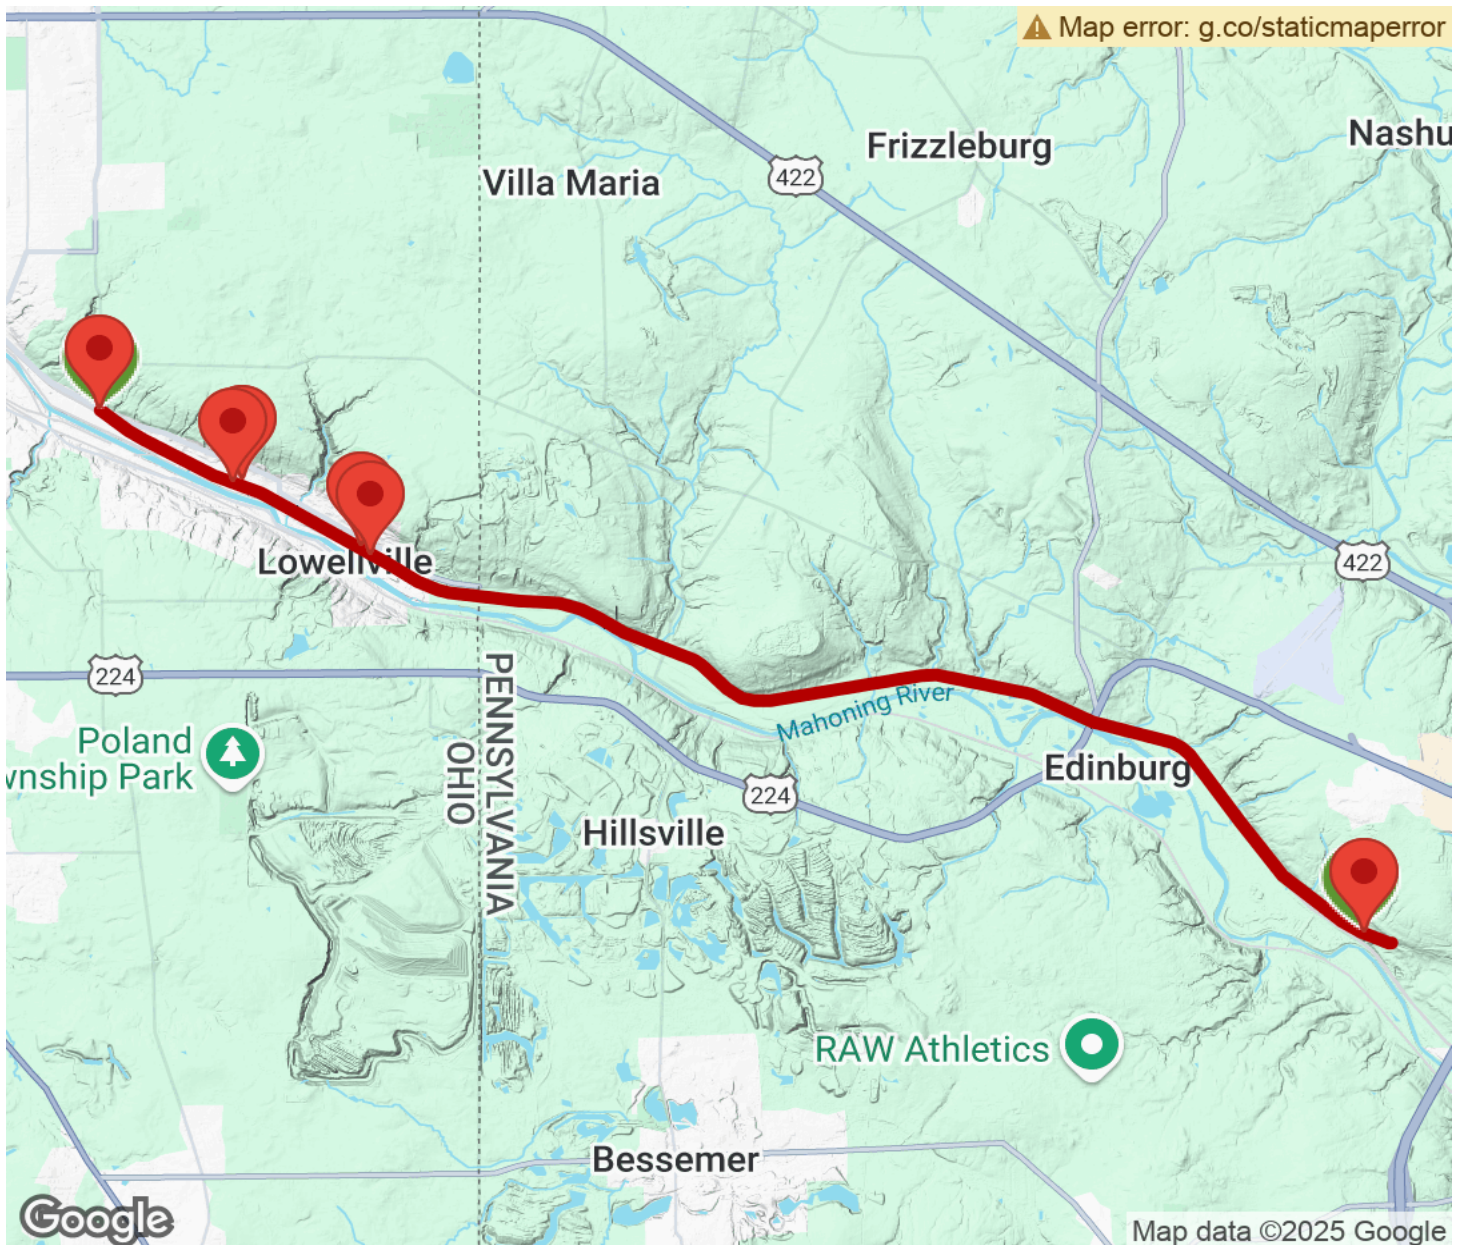 Map error: g.co/staticmaperror
Nashu
Frizzleburg
422
Villa Maria
Lowellville
422
224
PENNSYLVANIA
OHIO
Mahoning River
Poland
wnship Park
Edinburg
224
Hillsville
RAW Athletics
Bessemer
Google
Map data ©2025 Google